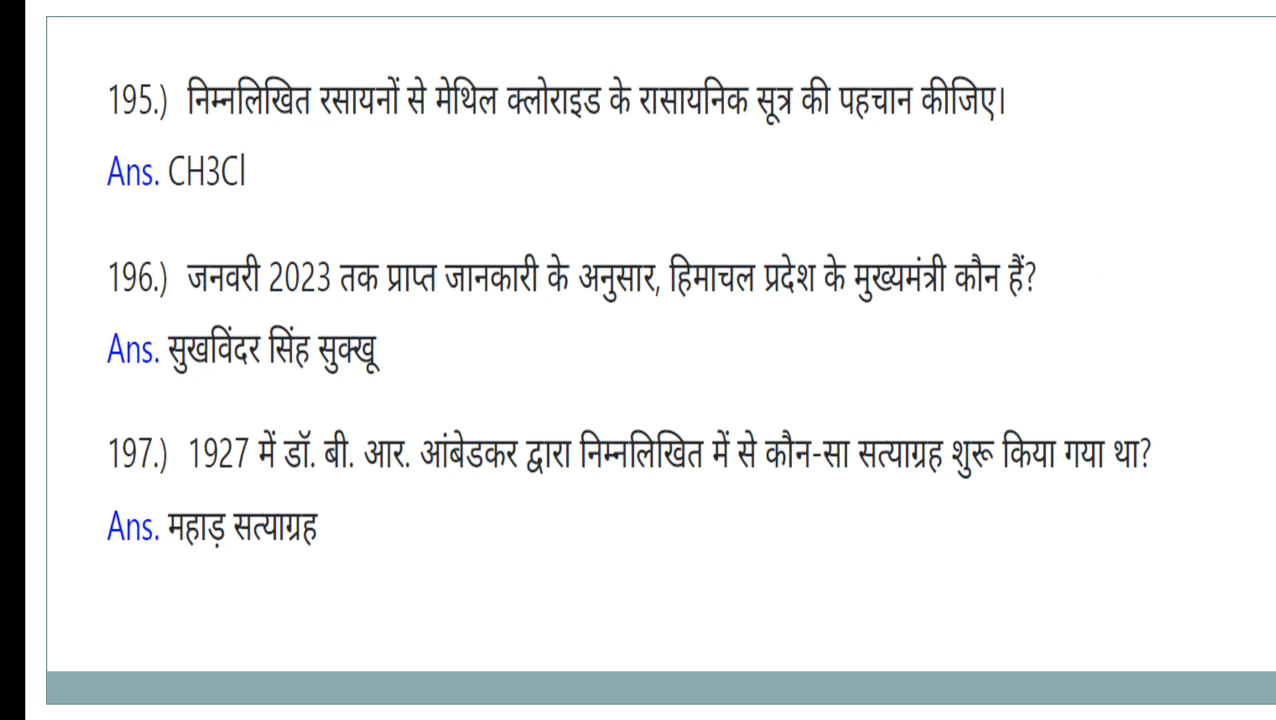 195.) निम्नलिखित रसायनों से मेथिल क्लोराइड के रासायनिक सूत्र की पहचान कीजिए।
Ans. CH3Cl
196.) जनवरी 2023 तक प्राप्त जानकारी के अनुसार, हिमाचल प्रदेश के मुख्यमंत्री कौन हैं?
Ans. सुखविंदर सिंह सुक्खू
197.) 1927 में डॉ. बी. आर. आंबेडकर द्वारा निम्नलिखित में से कौन-सा सत्याग्रह शुरू किया गया था?
Ans. महाड़ सत्याग्रह